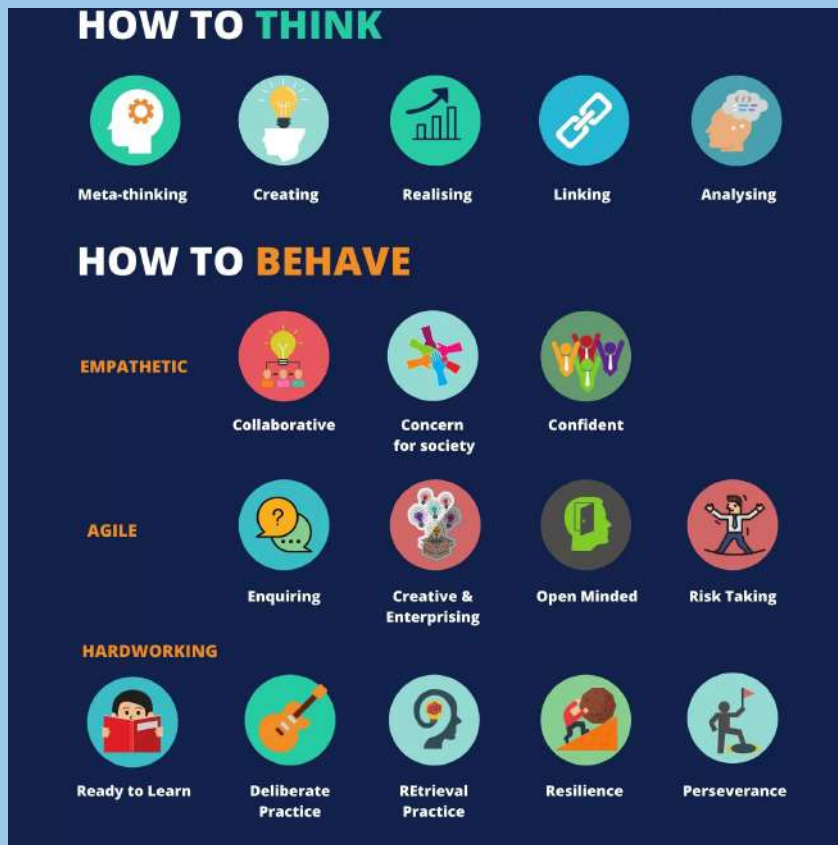 HOW TO THINK
Meta-thinking
Creating
Realising
Linking
Analysing
HOW TO BEHAVE
EMPATHETIC
Collaborative
Concern
for society
Confident
AGILE
Enquiring
Creative &
Enterprising
Open Minded
Risk Taking
HARDWORKING
Ready to Learn
Deliberate
Practice
REtrieval
Practice
Resilience
Perseverance